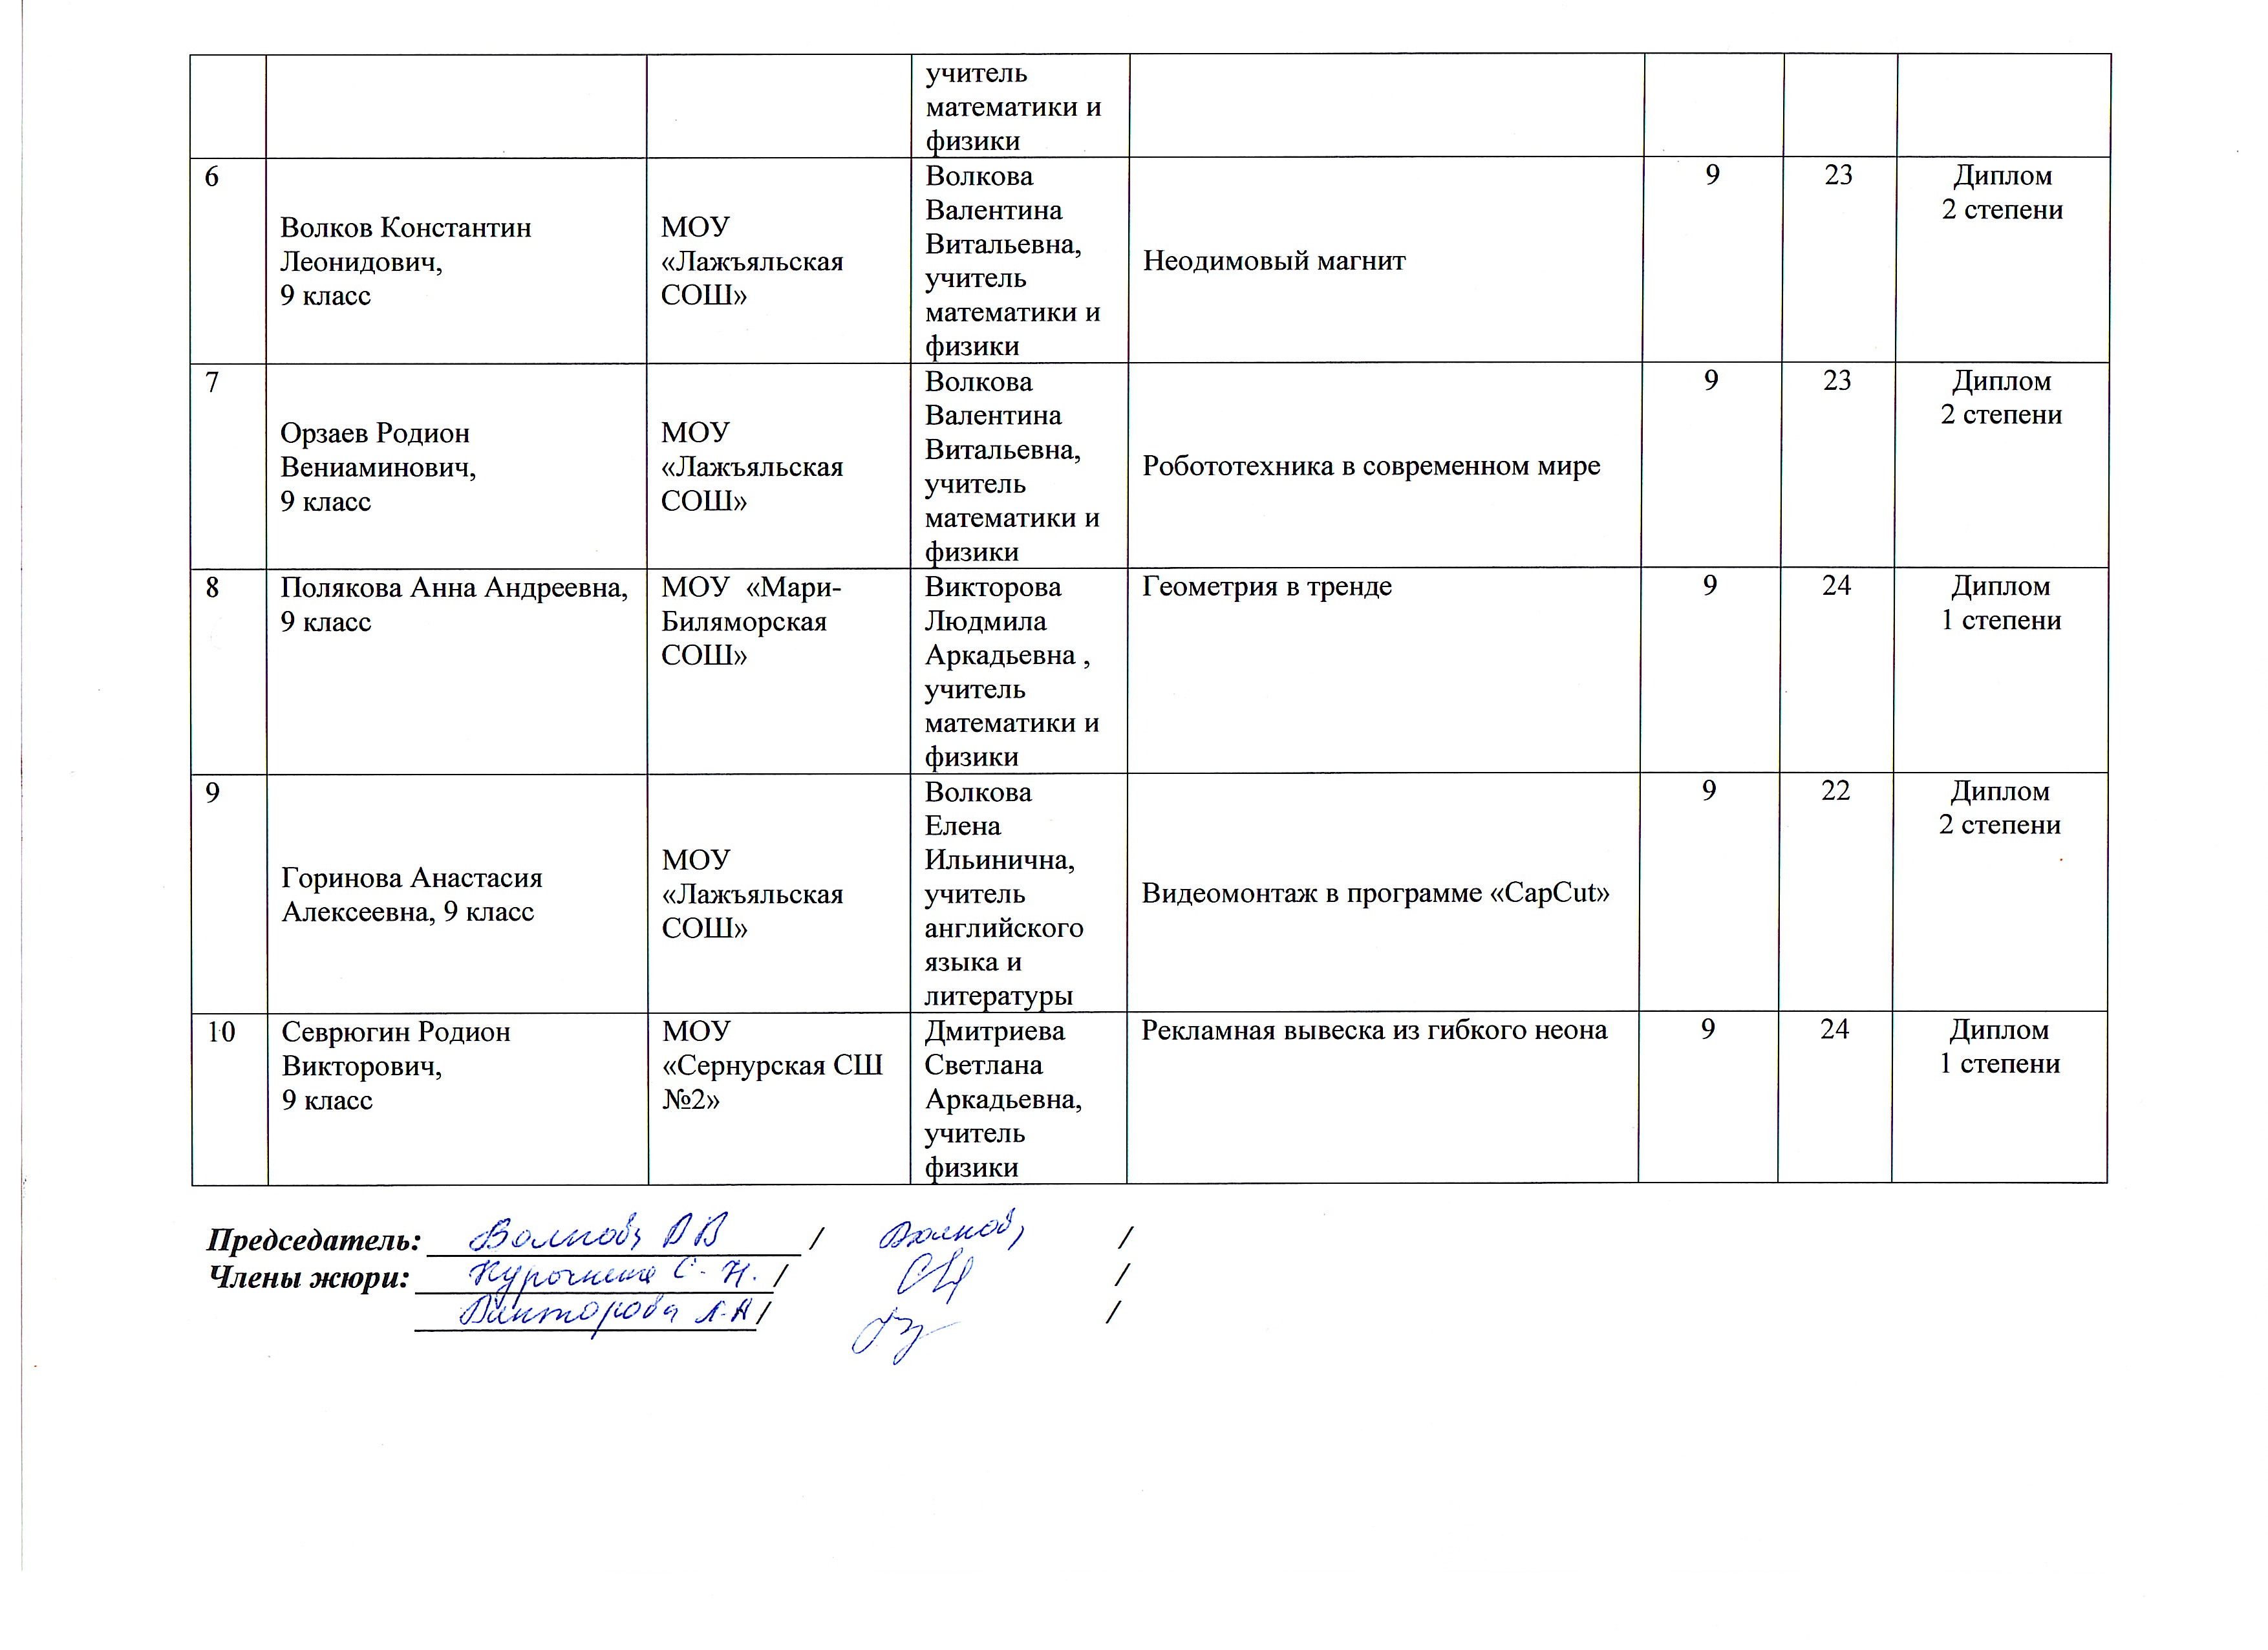 учитель
математики и
физики
6
Волков Константин
Леонидович,
9 класс
МОУ
«Лажъяльская
СОШ»
Волкова
Валентина
Витальевна,
учитель
математики и
физики
Неодимовый магнит
9
23
Диплом
2 степени
7
Орзаев Родион
Вениаминович,
9 класс
МОУ
«Лажъяльская
СОШ»
Волкова
Валентина
Витальевна,
учитель
математики и
физики
Робототехника в современном мире
9
23
Диплом
2 степени
8
Полякова Анна Андреевна,
9 класс
МОУ «Мари-
Биляморская
СОШ»
Викторова
Людмила
Аркадьевна ,
учитель
математики и
физики
Геометрия в тренде
9
24
Диплом
1 степени
9
Горинова Анастасия
Алексеевна, 9 класс
МОУ
«Лажъяльская
СОШ»
Волкова
Елена
Ильинична,
учитель
английского
языка и
литературы
Видеомонтаж в программе «CapCut»
9
22
Диплом
2 степени
10
Севрюгин Родион
Викторович,
9 класс
МОУ
«Сернурская СШ
№2»
Дмитриева
Светлана
Аркадьевна,
учитель
физики
Рекламная вывеска из гибкого неона
9
24
Диплом
1 степени
Председатель: Волкова В В / /
Члены жюри: С. Н. / /
Викторова Л.А / /